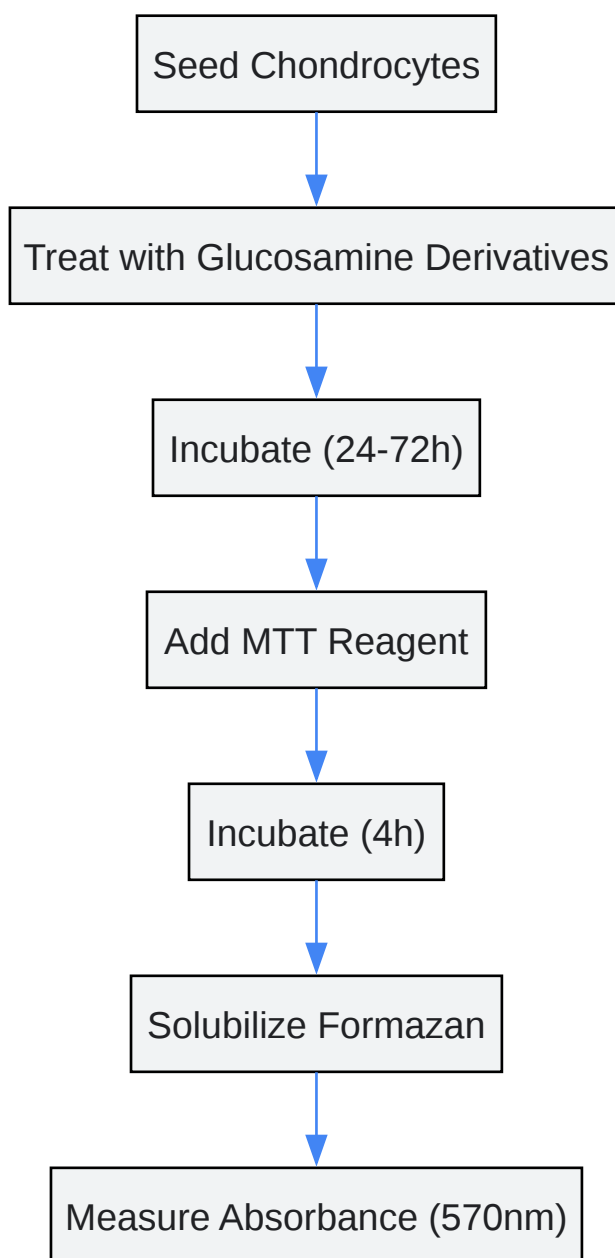 Seed Chondrocytes
Treat with Glucosamine Derivatives
Incubate (24-72h)
Add MTT Reagent
Incubate (4h)
Solubilize Formazan
Measure Absorbance (570nm)